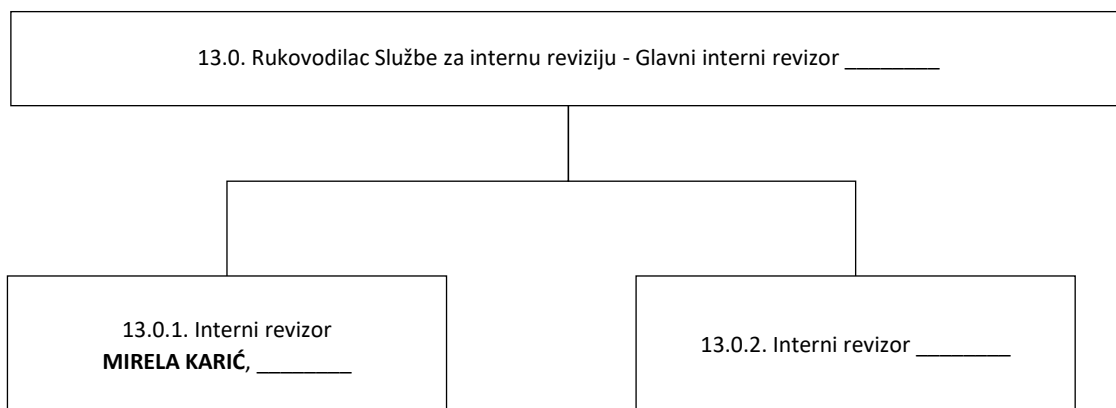 13.0. Rukovodilac Službe za internu reviziju - Glavni interni revizor ________
13.0.1. Interni revizor
MIRELA KARIĆ, ________
13.0.2. Interni revizor ________